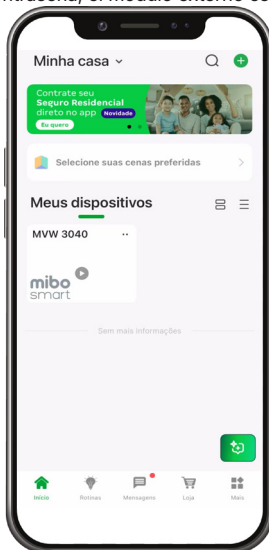 Minha casa
Contrate seu
Seguro Residencial
direto no app Novidade
Eu quero
Selecione suas cenas preferidas
Meus dispositivos
MVW 3040
mibo
smart
Sem mais informações
Início Rotinas Mensagens Loja Mais